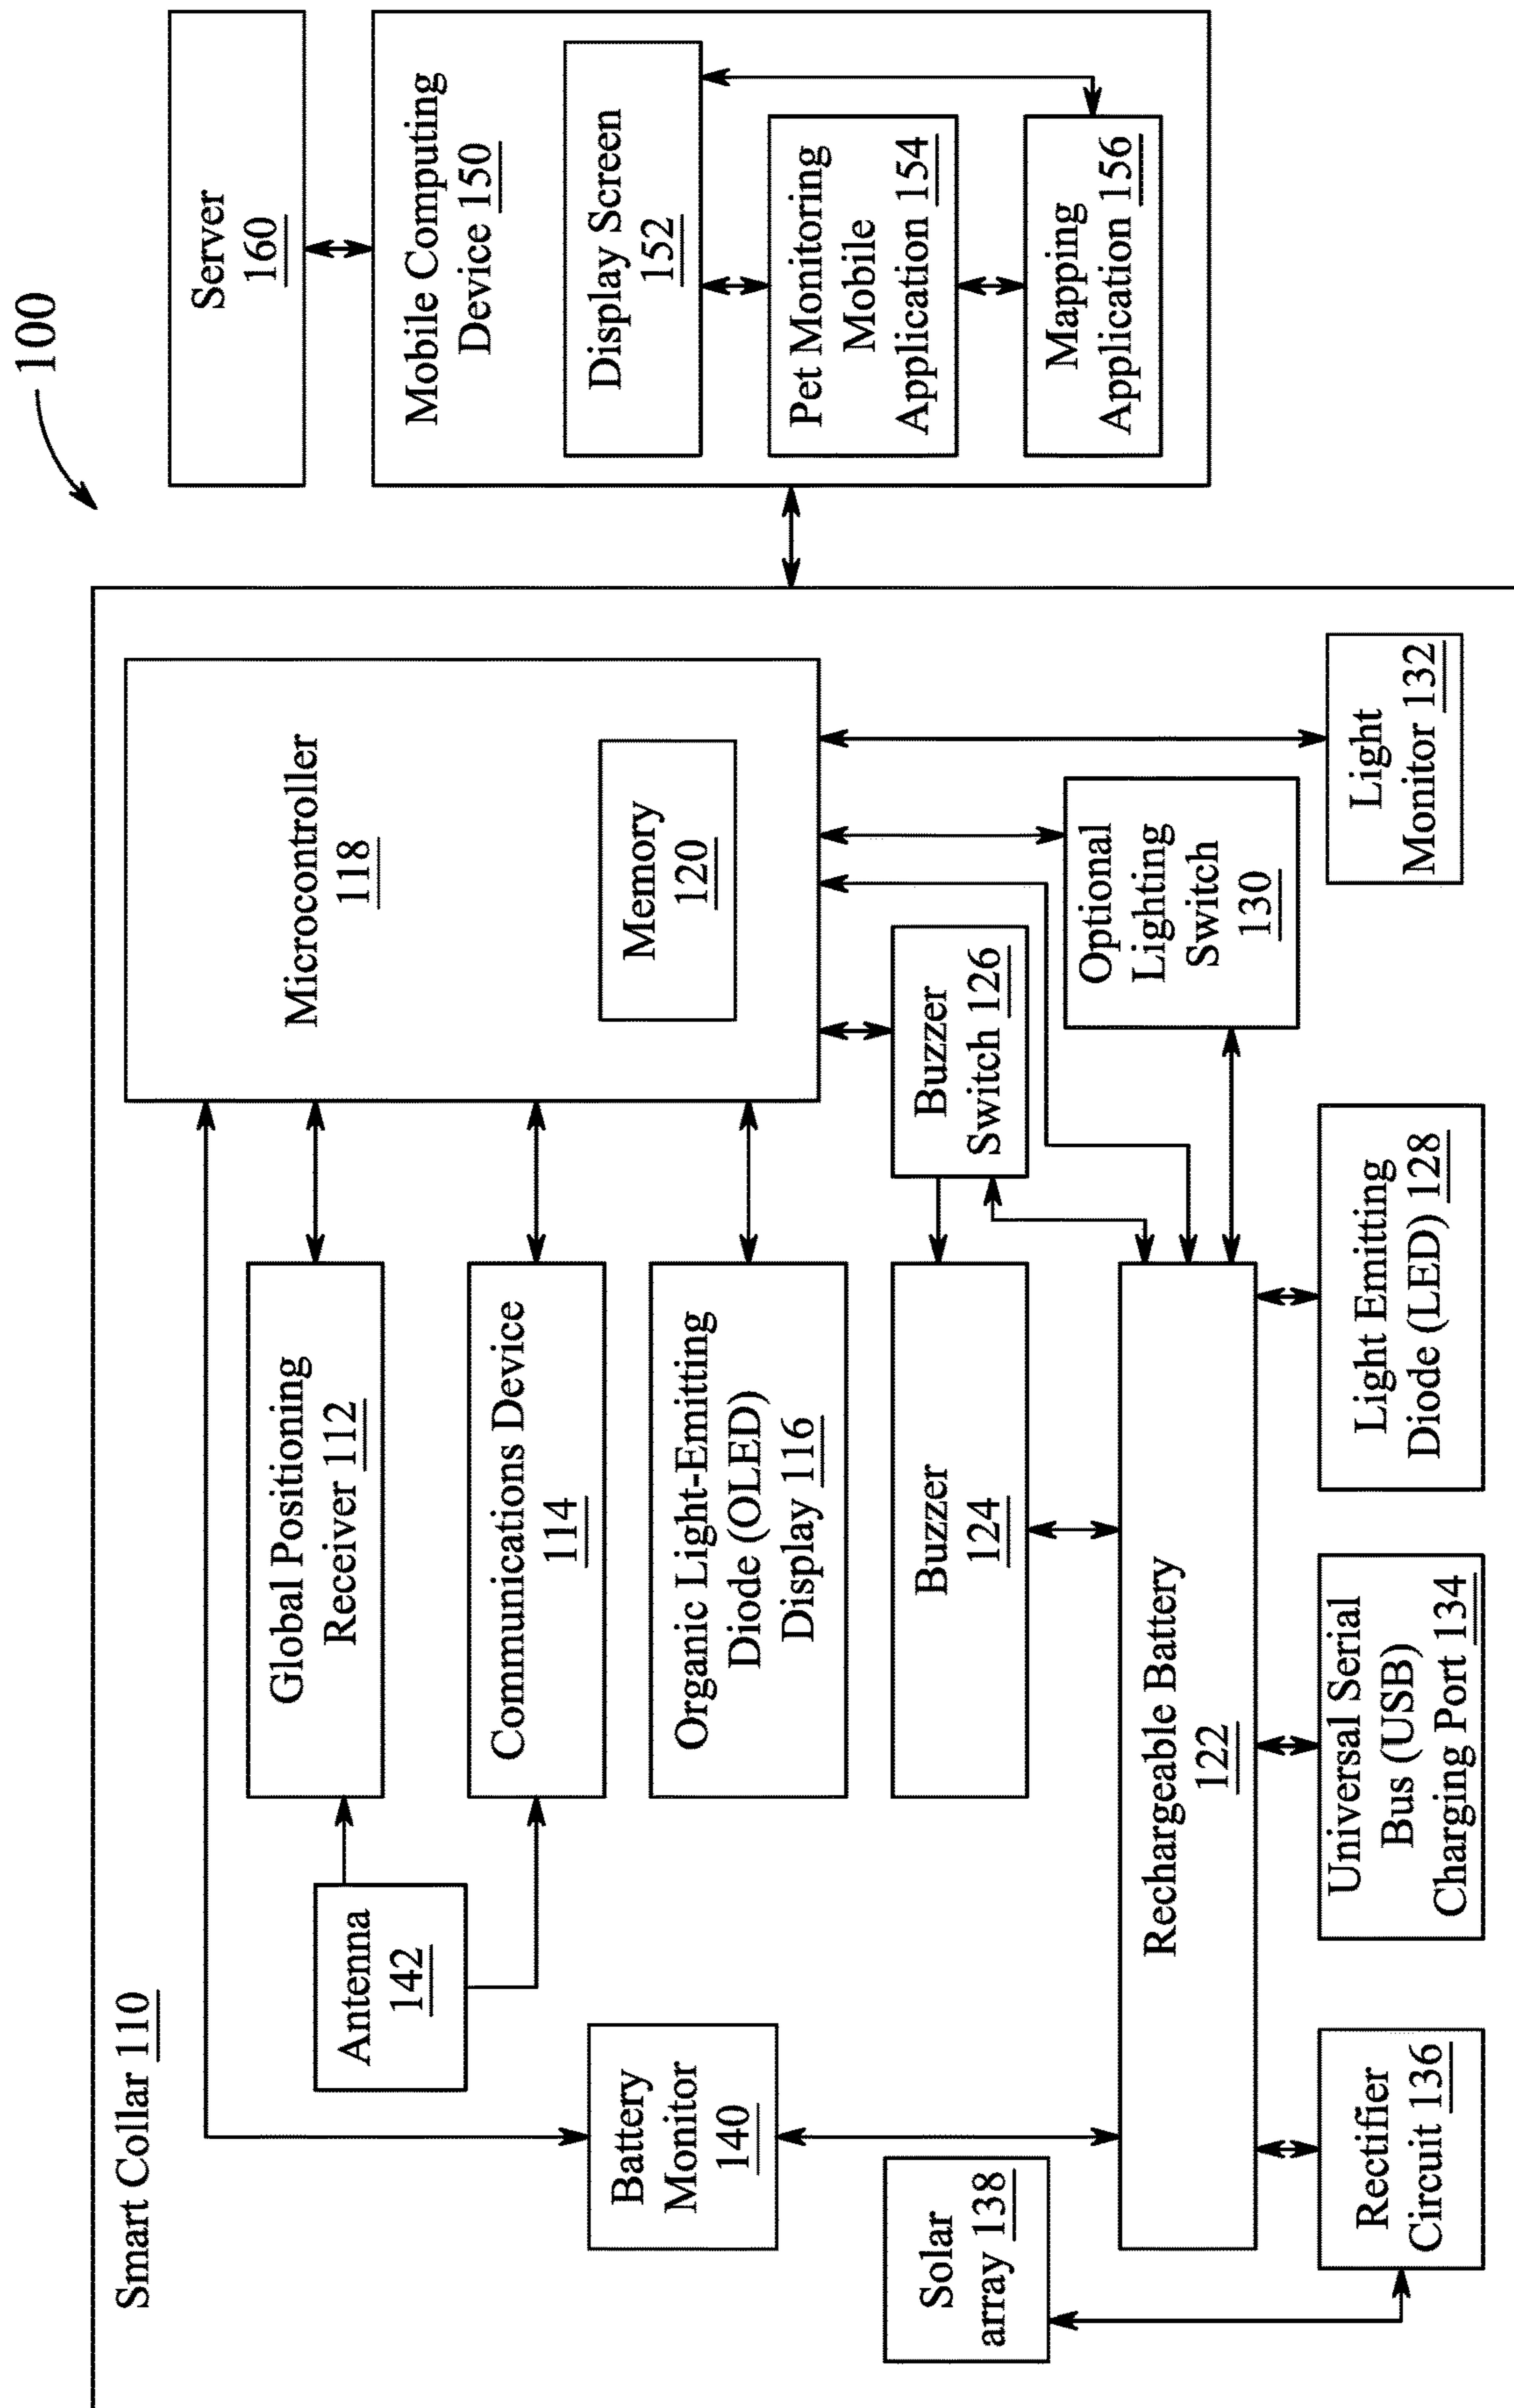 100
Smart Collar 110
Antenna
142
Battery
Monitor
140
Solar
array 138
Rectifier
Circuit 136
Global Positioning
Receiver 112
Communications Device
114
Organic Light-Emitting
Diode (OLED)
Display 116
Buzzer
124
Rechargeable Battery
122
Universal Serial
Bus (USB)
Charging Port 134
Light Emitting
Diode (LED) 128
Microcontroller
118
Memory
120
Buzzer
Switch 126
Optional
Lighting
Switch
130
Light
Monitor 132
Server
160
Mobile Computing
Device 150
Display Screen
152
Pet Monitoring
Mobile
Application 154
Mapping
Application 156